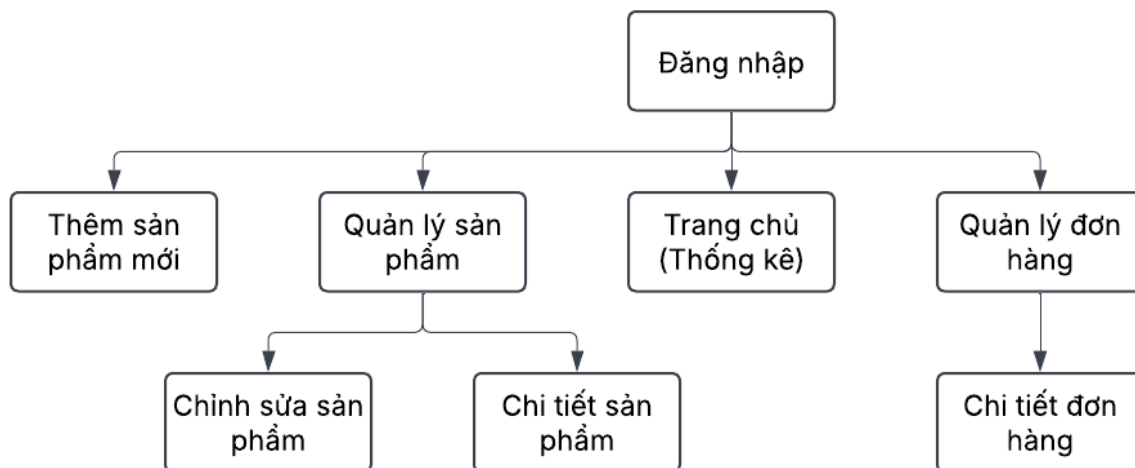 Đăng nhập
Thêm sản
phẩm mới
Quản lý sản
phẩm
Trang chủ
(Thống kê)
Quản lý đơn
hàng
Chỉnh sửa sản
phẩm
Chi tiết sản
phẩm
Chi tiết đơn
hàng